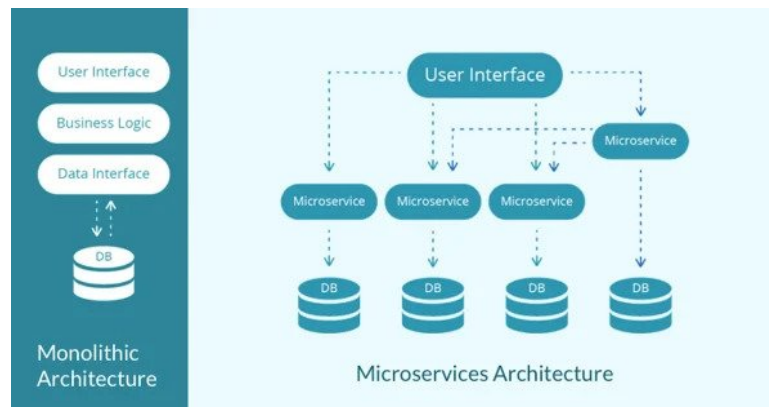 User Interface
Business Logic
Data Interface
DB
Monolithic
Architecture
User Interface
Microservice
Microservice
Microservice
Microservice
DB
DB
DB
DB
Microservices Architecture